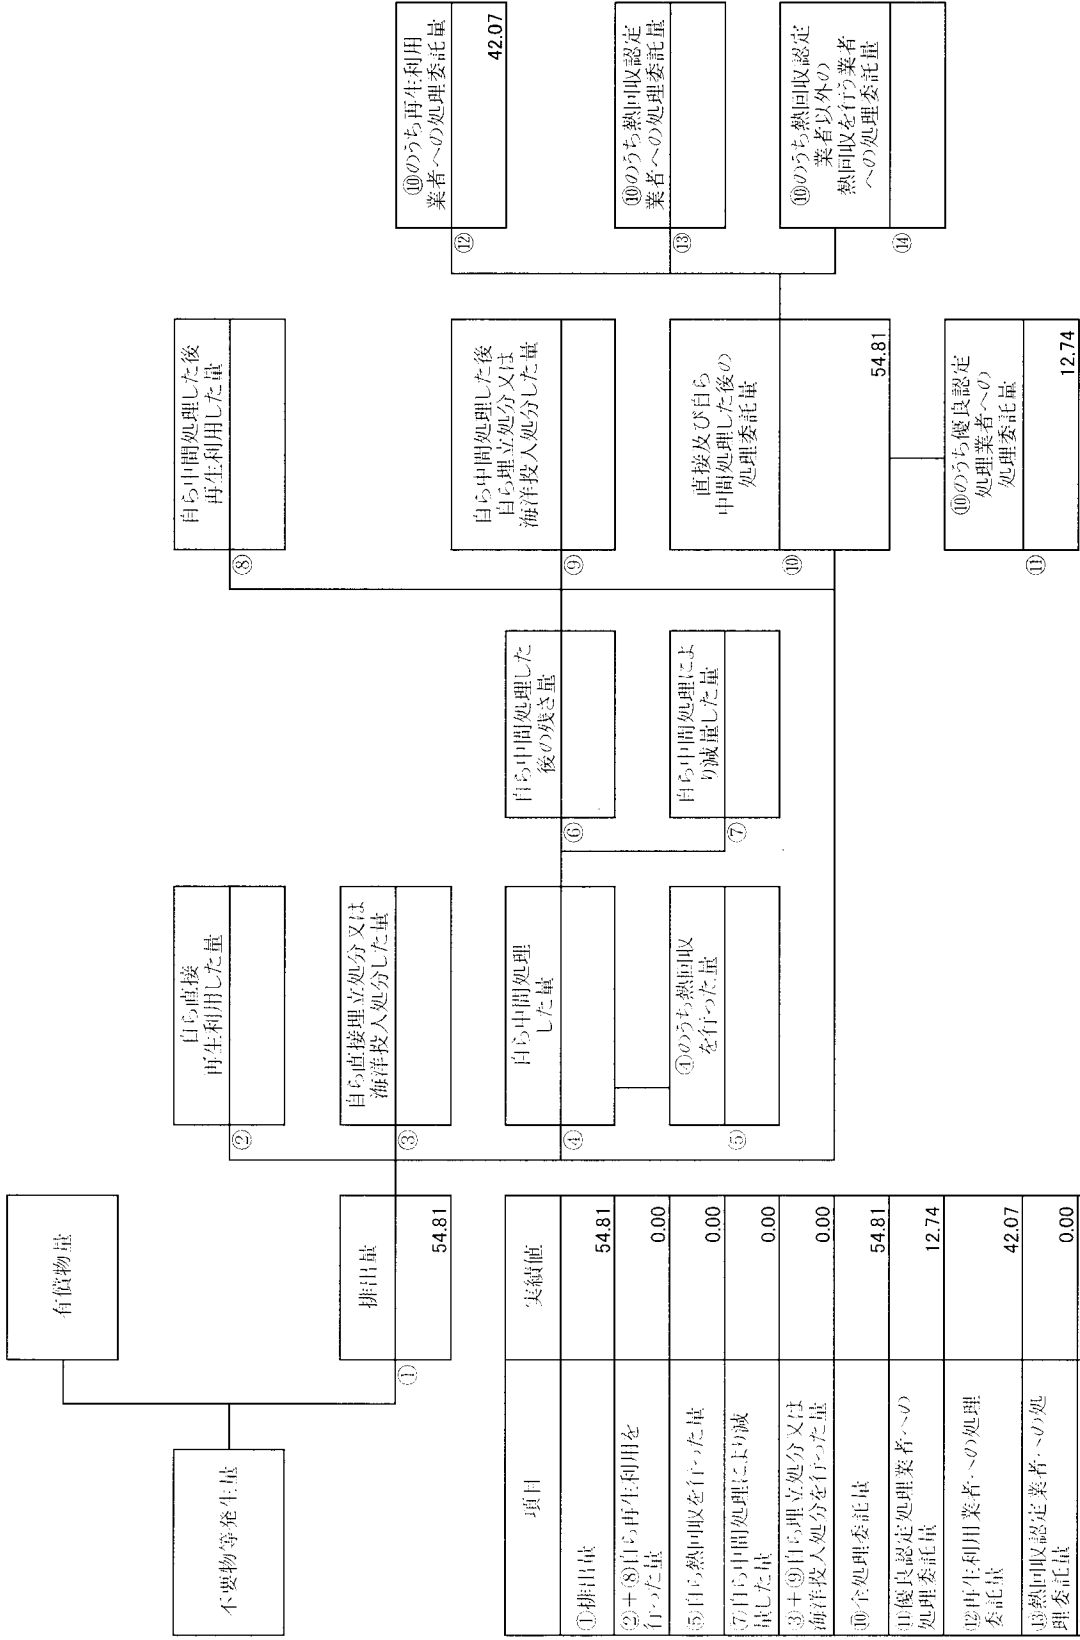 不要物等発生量
有償物量
①
排出量
54.81
②
自ら直接
再生利用した量
③
自ら直接埋立処分又は
海洋投入処分した量
④
自ら中間処理
した量
⑤
④のうち熱回収
を行った量
⑥
自ら中間処理した
後の残さ量
⑦
自ら中間処理によ
り減量した量
⑧
自ら中間処理した後
再生利用した量
⑨
自ら中間処理した後
自ら埋立処分又は
海洋投入処分した量
⑩
直接及び自ら
中間処理した後の
処理委託量
54.81
⑪
⑩のうち優良認定
処理業者への
処理委託量
12.74
⑫
⑩のうち再生利用
業者への処理委託量
42.07
⑬
⑩のうち熱回収認定
業者への処理委託量
⑭
⑩のうち熱回収認定
業者以外の
熱回収を行う業者
への処理委託量
項目 実績値
①排出量 54.81
②+⑧自ら再生利用を
行った量 0.00
⑤自ら熱回収を行った量 0.00
⑦自ら中間処理により減
量した量 0.00
③+⑨自ら埋立処分又は
海洋投入処分を行った量 0.00
⑩全処理委託量 54.81
⑪優良認定処理業者への
処理委託量 12.74
⑫再生利用業者への処理
委託量 42.07
⑬熱回収認定業者への処
理委託量 0.00